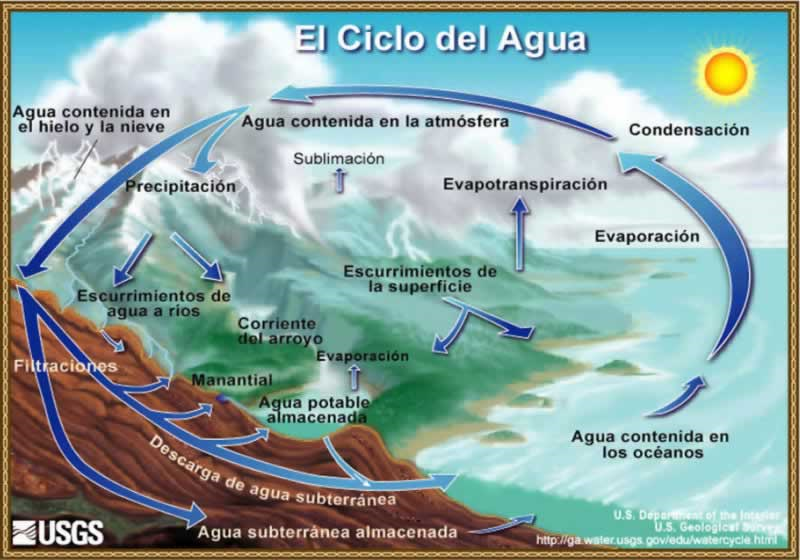 El Ciclo del Agua
Agua contenida en
el hielo y la nieve
Agua contenida en la atmósfera
Condensación
Sublimación
Precipitación
Evapotranspiración
Evaporación
Escurrimientos de
la superficie
Escurrimientos de
agua a ríos
Corriente
del arroyo
Evaporación
Filtraciones
Manantial
Agua potable
almacenada
Agua contenida en
los océanos
Descarga de agua subterránea
Agua subterránea almacenada
USGS
U.S. Department of the Interior
U.S. Geological Survey
http://ga.water.usgs.gov/edu/watercycle.html